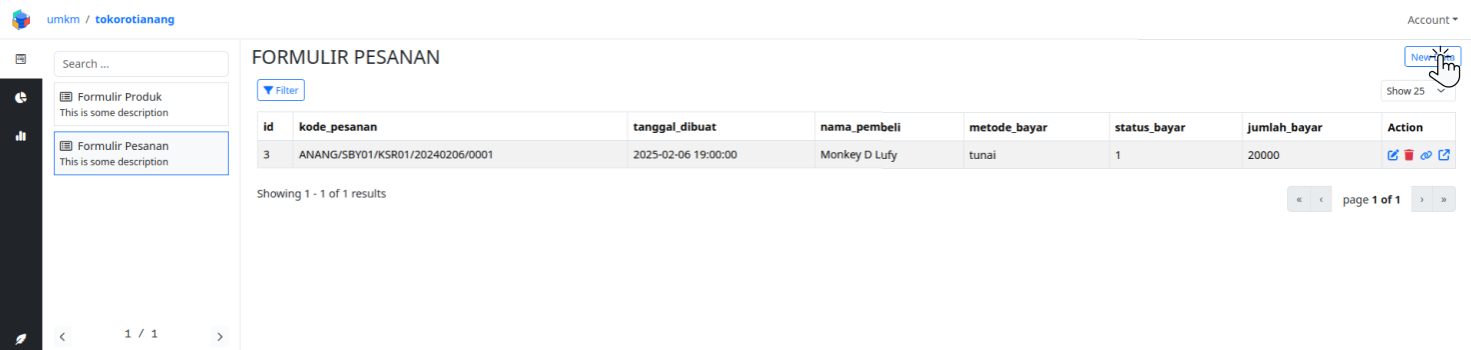 umkm / tokorotianang
Account
Search ...
Formulir Produk
This is some description
Formulir Pesanan
This is some description
1 / 1
FORMULIR PESANAN
New
Filter
Show 25
id kode_pesanan tanggal_dibuat nama_pembeli metode_bayar status_bayar jumlah_bayar Action
3 ANANG/SBY01/KSR01/20240206/0001 2025-02-06 19:00:00 Monkey D Lufy tunai 1 20000
Showing 1 - 1 of 1 results
« ‹ page 1 of 1 › »